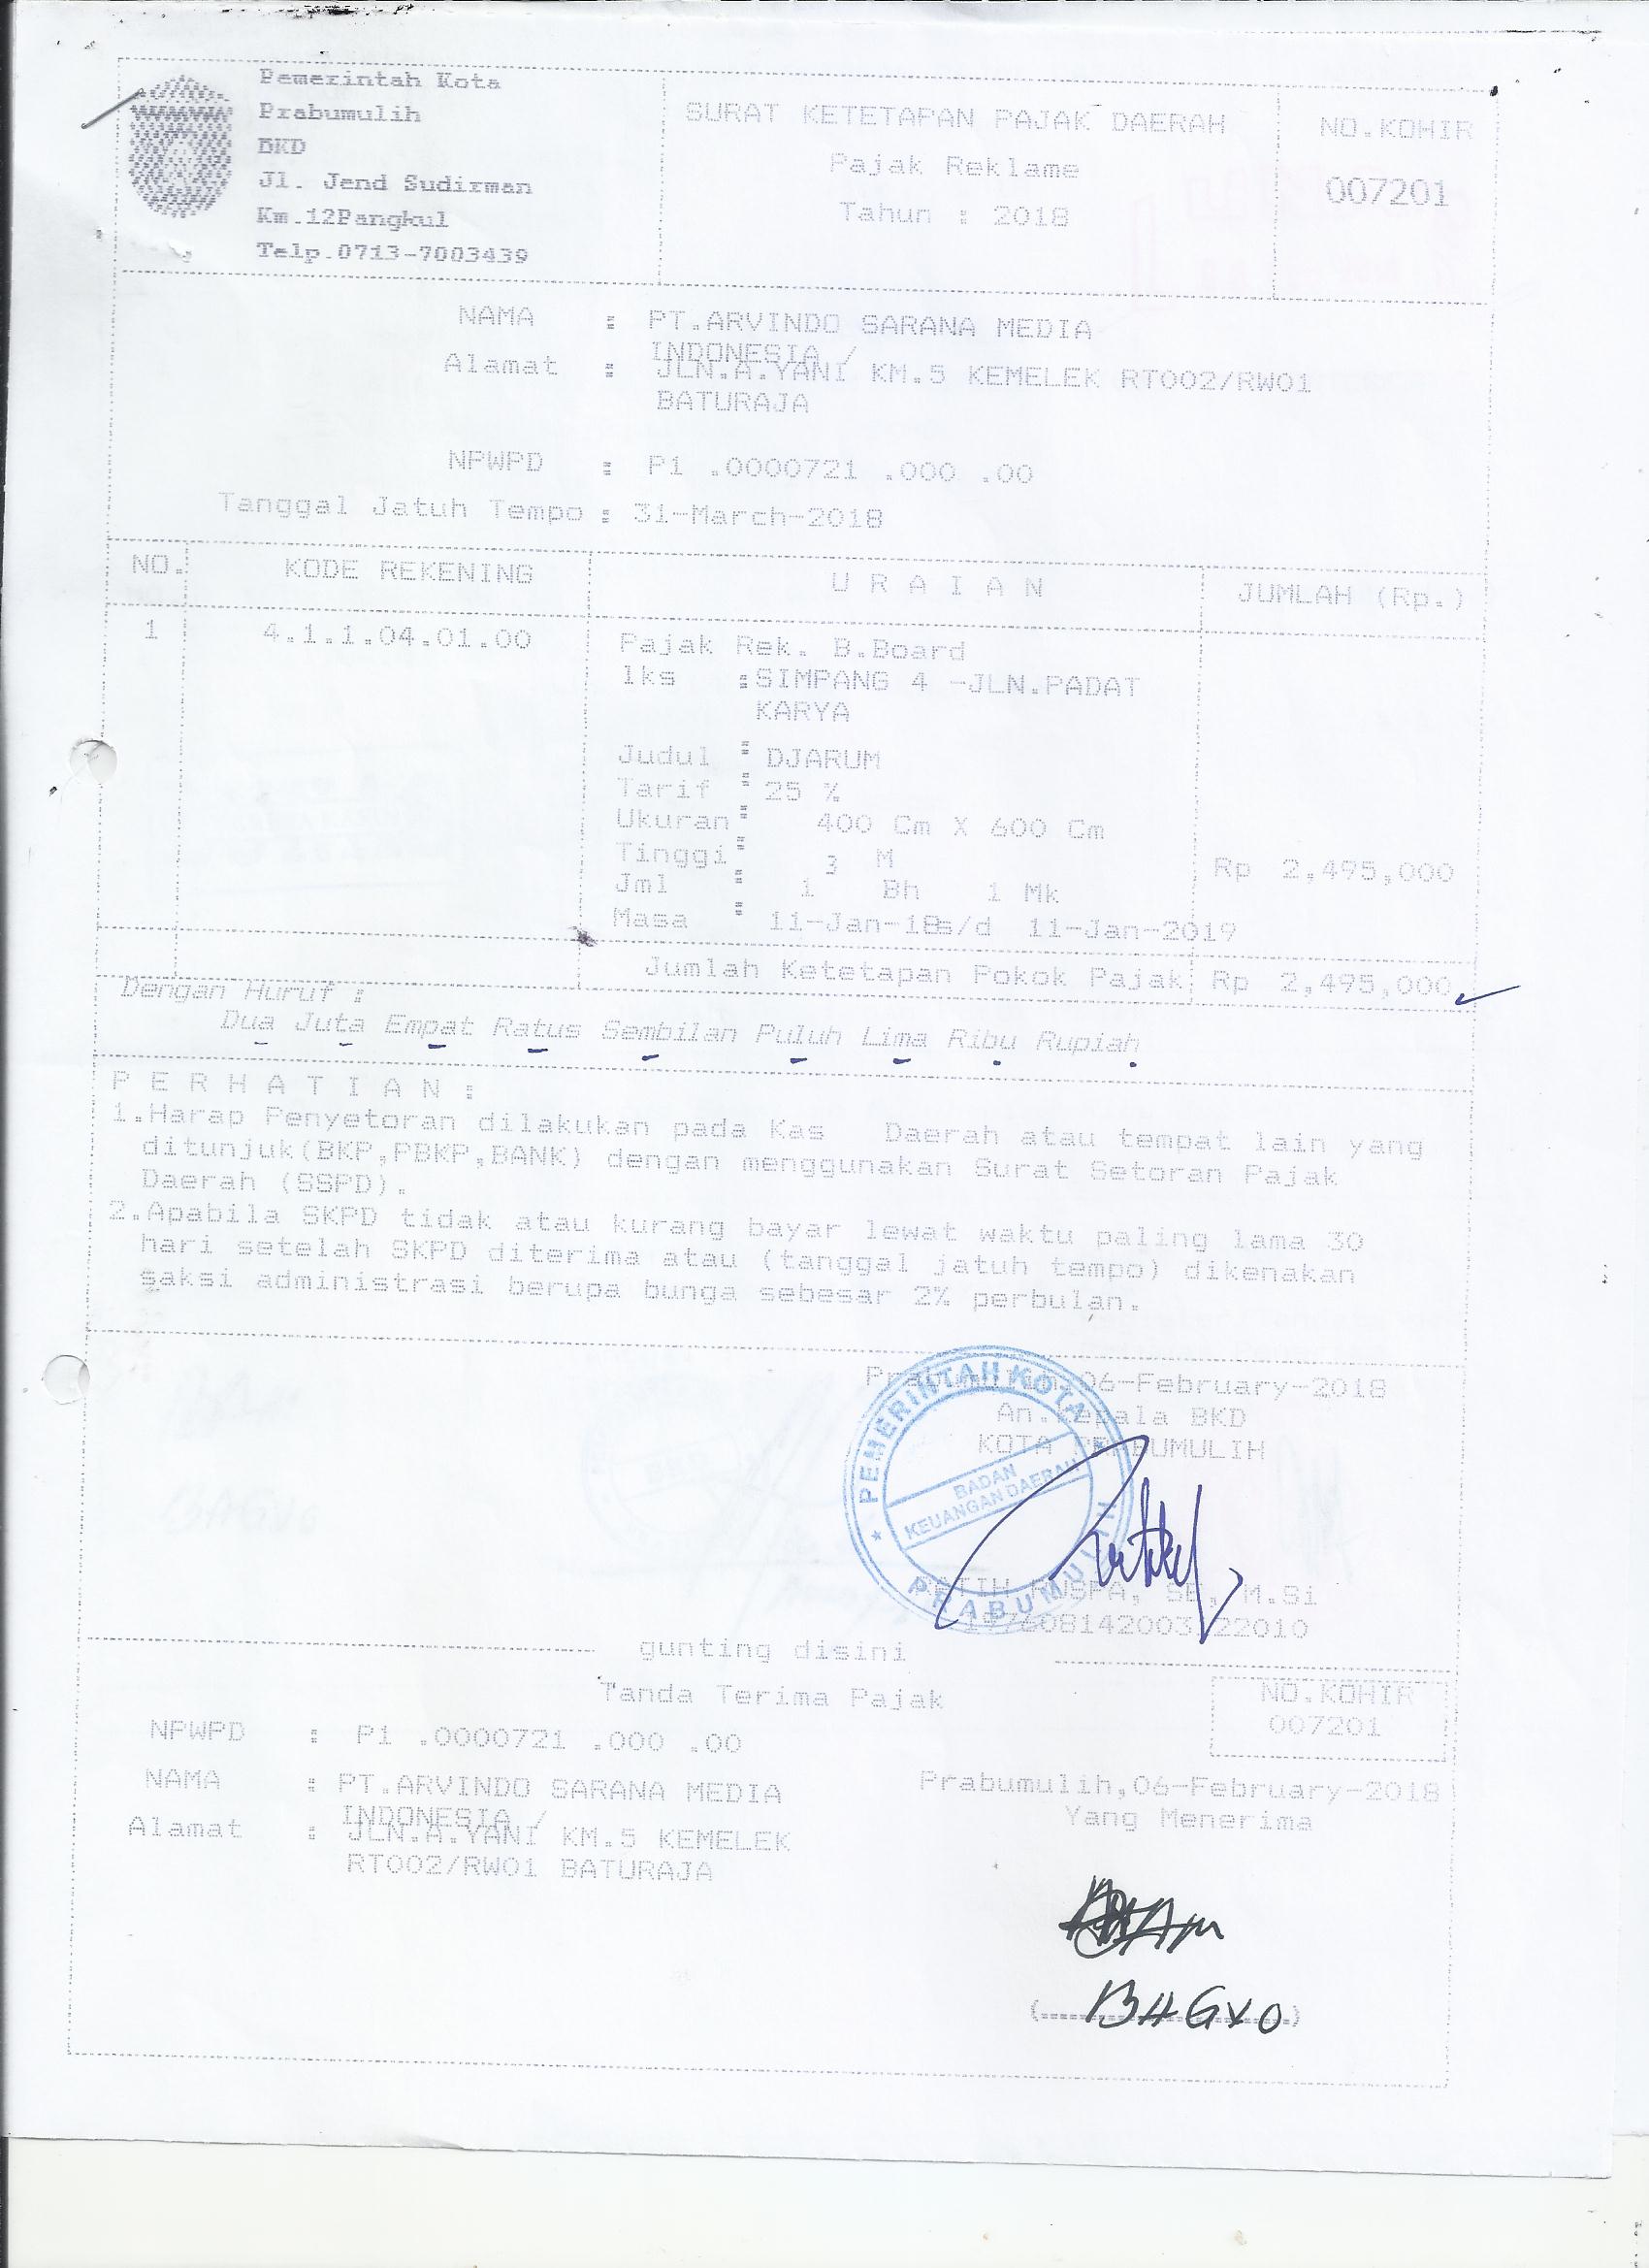 Pemerintah Kota
Prabumulih
BKD
Jl. Jend Sudirman
Km.12Pangkul
Telp.0713-7003439
SURAT KETETAPAN PAJAK DAERAH
Pajak Reklame
Tahun : 2018
NO.KOHIR
007201
NAMA : PT.ARVINDO SARANA MEDIA
INDONESIA /
Alamat : JLN.A.YANI KM.5 KEMELEK RT002/RW01
BATURAJA
NPWPD : P1 .0000721 .000 .00
Tanggal Jatuh Tempo : 31-March-2018
NO. KODE REKENING U R A I A N JUMLAH (Rp.)
1 4.1.1.04.01.00 Pajak Rek. B.Board
lks :SIMPANG 4 -JLN.PADAT
KARYA
Judul : DJARUM
Tarif : 25 %
Ukuran : 400 Cm X 600 Cm
Tinggi : 3 M Rp 2,495,000
Jml : 1 Bh 1 Mk
Masa : 11-Jan-18s/d 11-Jan-2019
Jumlah Ketetapan Pokok Pajak Rp 2,495,000
Dengan Huruf :
Dua Juta Empat Ratus Sembilan Puluh Lima Ribu Rupiah
P E R H A T I A N :
1.Harap Penyetoran dilakukan pada Kas Daerah atau tempat lain yang
ditunjuk(BKP,PBKP,BANK) dengan menggunakan Surat Setoran Pajak
Daerah (SSPD).
2.Apabila SKPD tidak atau kurang bayar lewat waktu paling lama 30
hari setelah SKPD diterima atau (tanggal jatuh tempo) dikenakan
saksi administrasi berupa bunga sebesar 2% perbulan.
Prabumulih,06-February-2018
An.Kepala BKD
KOTA PRABUMULIH
PEMERINTAH KOTA
BADAN
KEUANGAN DAERAH
PRABUMULIH
M.Si
gunting disini
Tanda Terima Pajak
NO.KOHIR
007201
NPWPD : P1 .0000721 .000 .00
NAMA : PT.ARVINDO SARANA MEDIA
INDONESIA /
Alamat : JLN.A.YANI KM.5 KEMELEK
RT002/RW01 BATURAJA
Prabumulih,06-February-2018
Yang Menerima
(BAGYO)